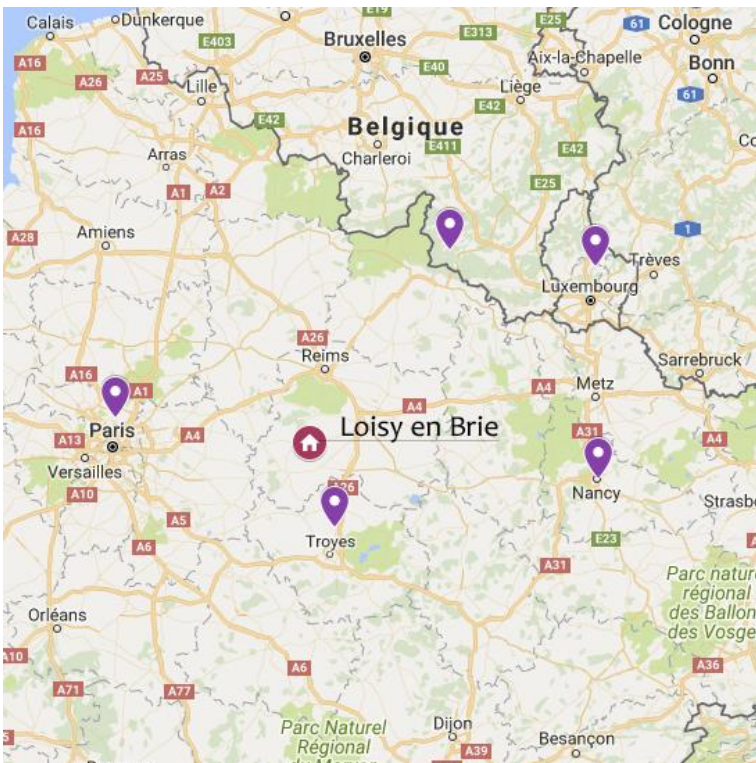 Calais
Dunkerque
E19
E25
61
Cologne
E403
Bruxelles
E313
A16
A26
A25
E40
Aix-la-Chapelle
Bonn
Lille
Liège
61
A16
E42
Belgique
E42
Arras
Charleroi
E411
E42
A1
A2
E25
A28
Amiens
1
Trèves
Luxembourg
A26
Reims
Sarrebruck
A16
A1
A4
Metz
Paris
A4
Loisy en Brie
A31
A13
A4
A4
Versailles
A26
Nancy
A10
Strasb
A5
E23
A6
Troyes
A31
Parc natur
régional
des Ballon
des Vosge
Orléans
A10
A6
A36
A71
A77
Parc Naturel
Régional
Dijon
Besançon
A39